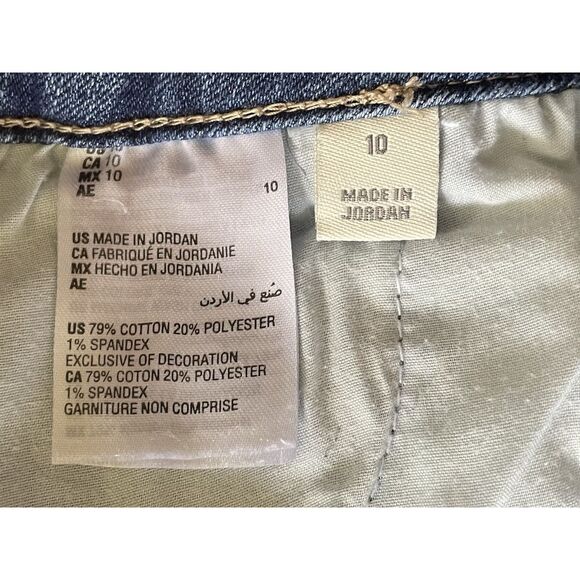 CA 10
MX 10
AE 10
US MADE IN JORDAN
CA FABRIQUÉ EN JORDANIE
MX HECHO EN JORDANIA
AE
صُنع في الأردن
US 79% COTTON 20% POLYESTER
1% SPANDEX
EXCLUSIVE OF DECORATION
CA 79% COTON 20% POLYESTER
1% SPANDEX
GARNITURE NON COMPRISE
10
MADE IN
JORDAN